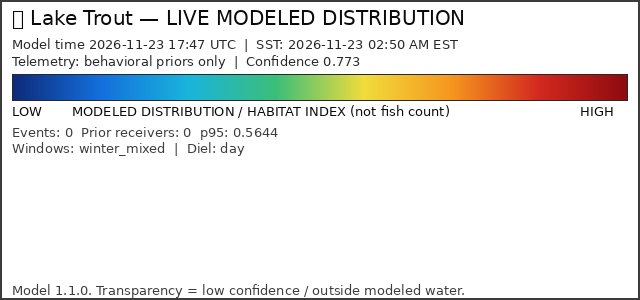 Lake Trout — LIVE MODELED DISTRIBUTION
Model time 2026-11-23 17:47 UTC | SST: 2026-11-23 02:50 AM EST
Telemetry: behavioral priors only | Confidence 0.773
LOW MODELED DISTRIBUTION / HABITAT INDEX (not fish count) HIGH
Events: 0 Prior receivers: 0 p95: 0.5644
Windows: winter_mixed | Diel: day
Model 1.1.0. Transparency = low confidence / outside modeled water.